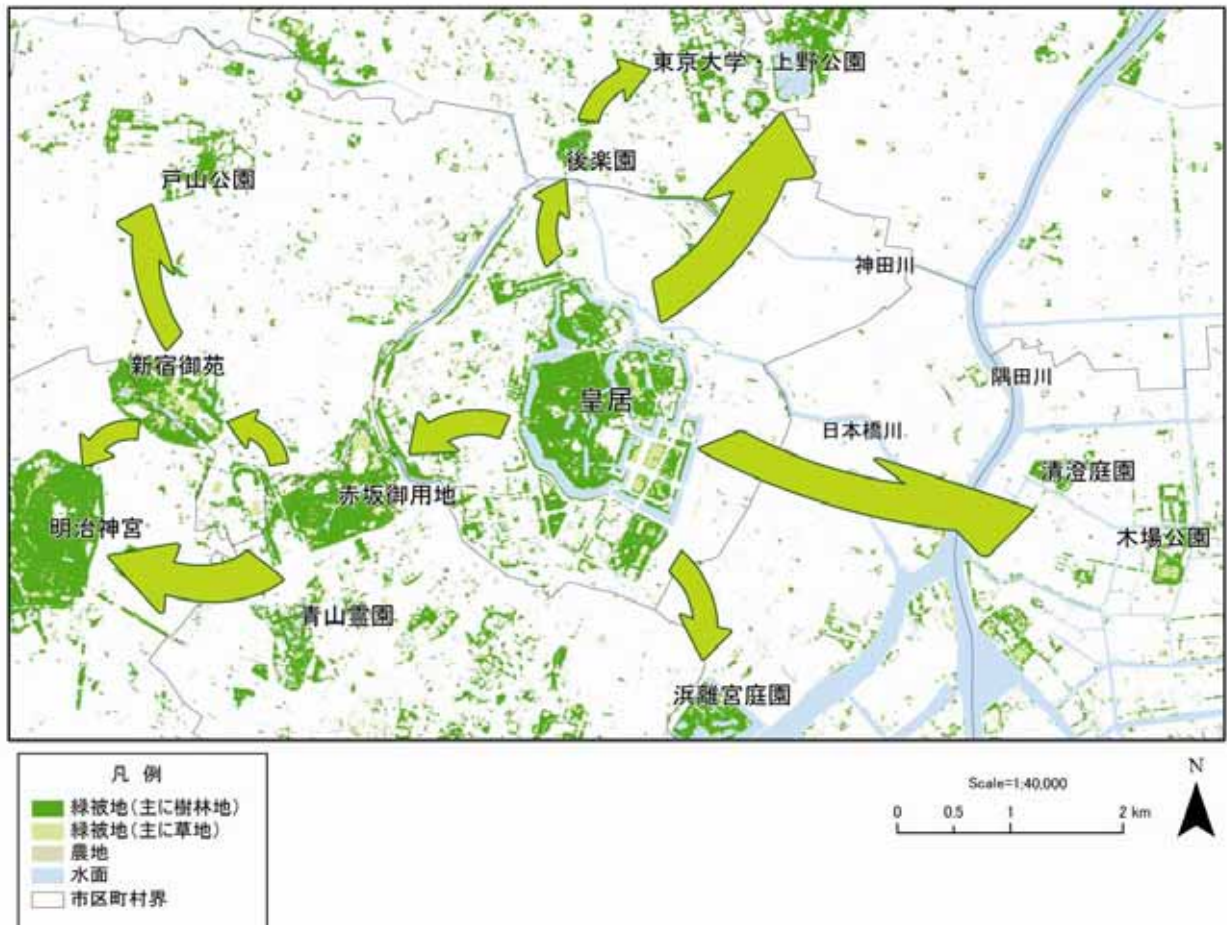 東京大学・上野公園
後楽園
戸山公園
神田川
新宿御苑
隅田川
皇居
日本橋川
清澄庭園
赤坂御用地
明治神宮
木場公園
青山霊園
浜離宮庭園
凡 例
緑被地(主に樹林地)
緑被地(主に草地)
農地
水面
市区町村界
Scale=1:40,000
0 0.5 1 2 km
N